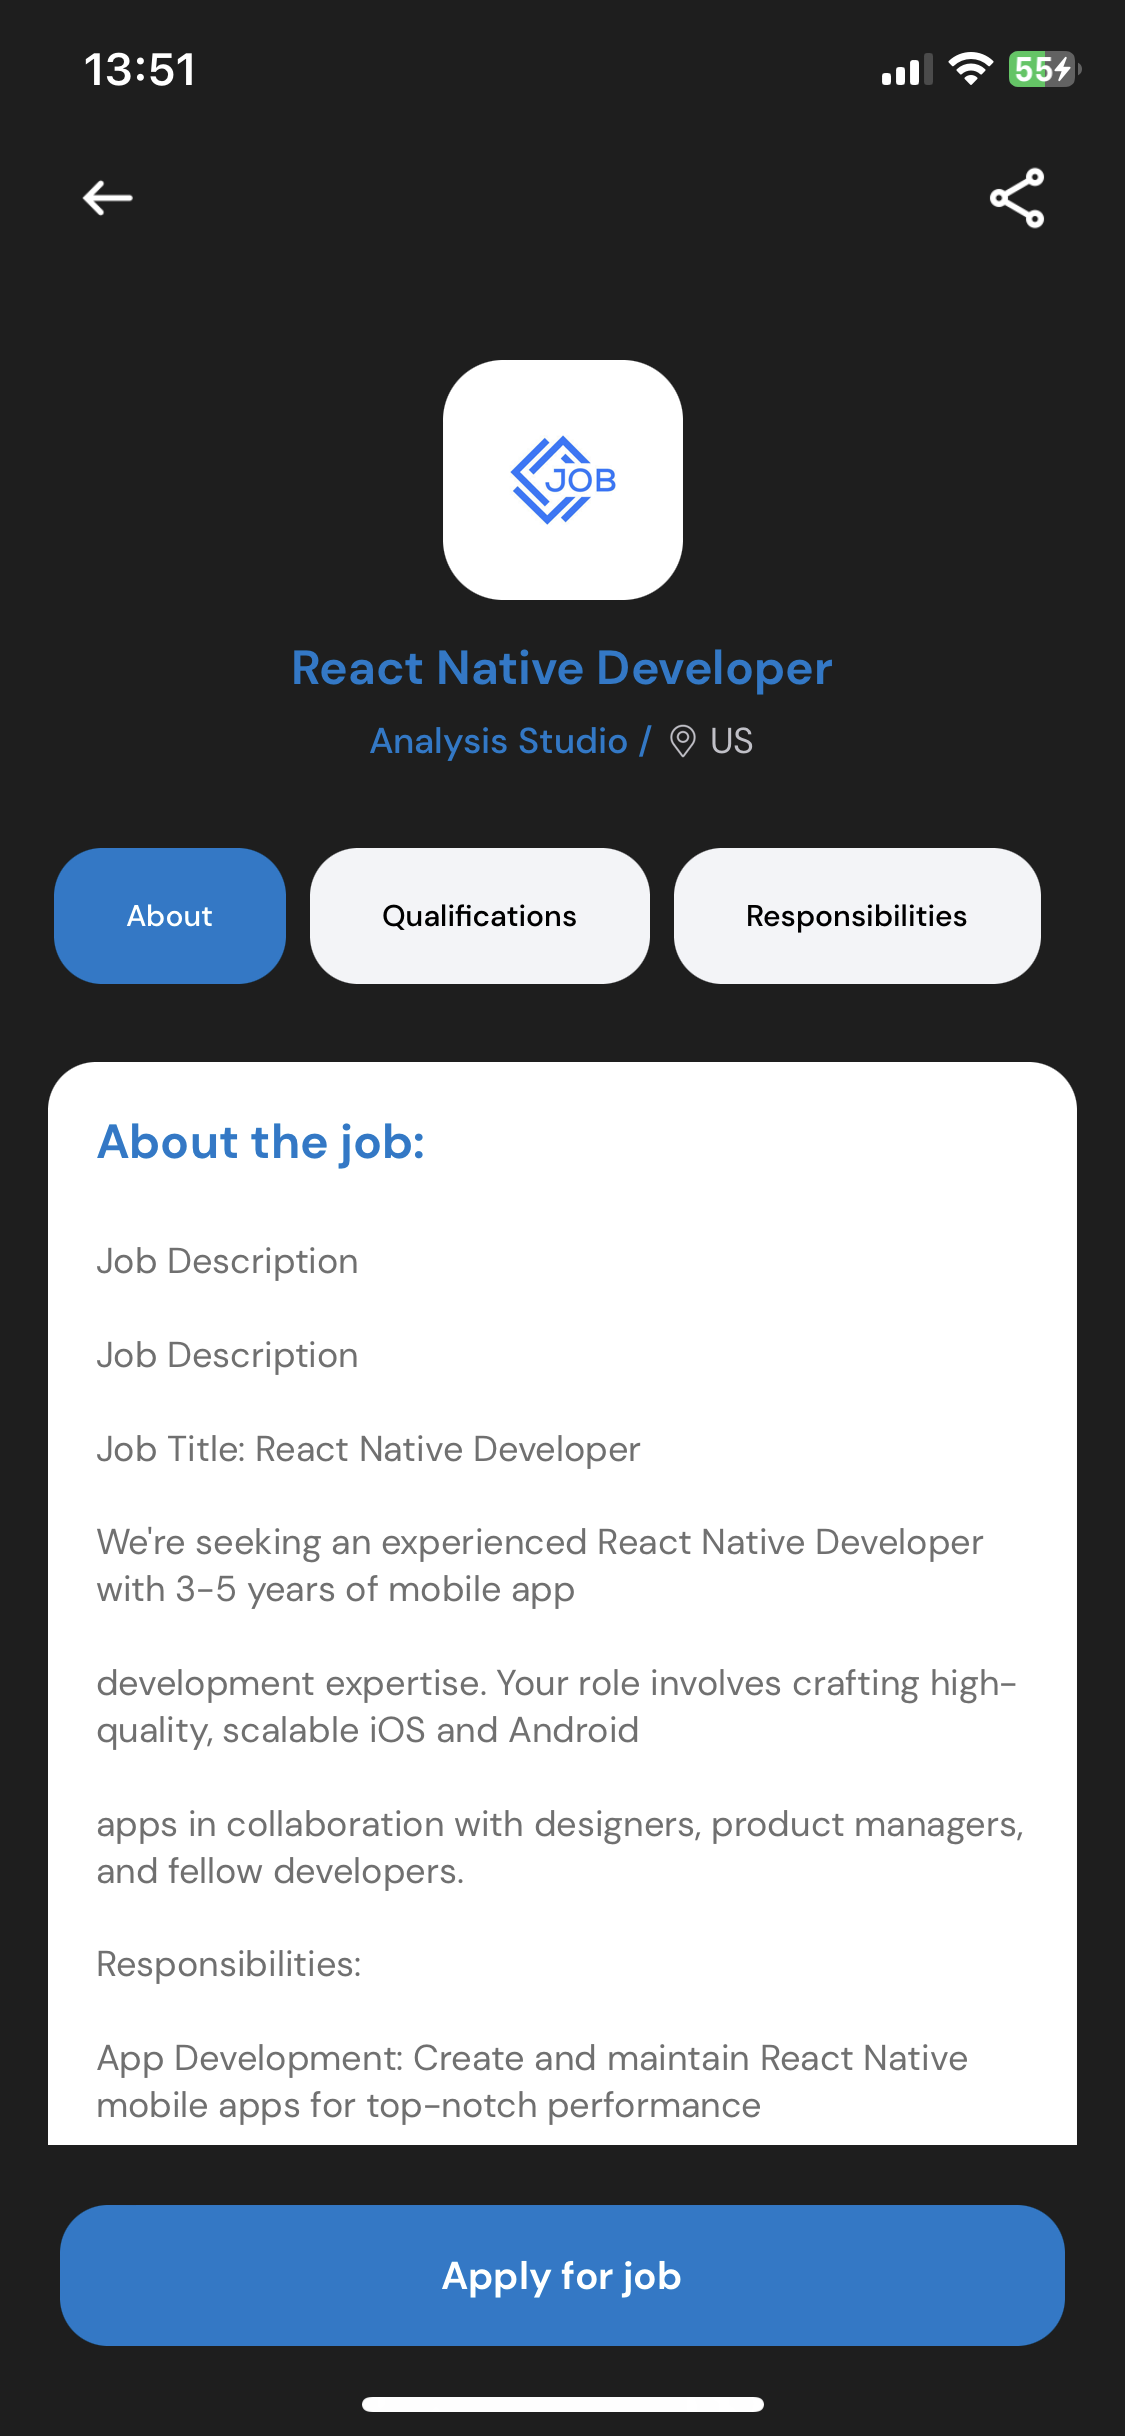 13:51
55
JOB
React Native Developer
Analysis Studio / US
About
Qualifications
Responsibilities
About the job:
Job Description
Job Description
Job Title: React Native Developer
We're seeking an experienced React Native Developer
with 3-5 years of mobile app
development expertise. Your role involves crafting high-
quality, scalable iOS and Android
apps in collaboration with designers, product managers,
and fellow developers.
Responsibilities:
App Development: Create and maintain React Native
mobile apps for top-notch performance
Apply for job